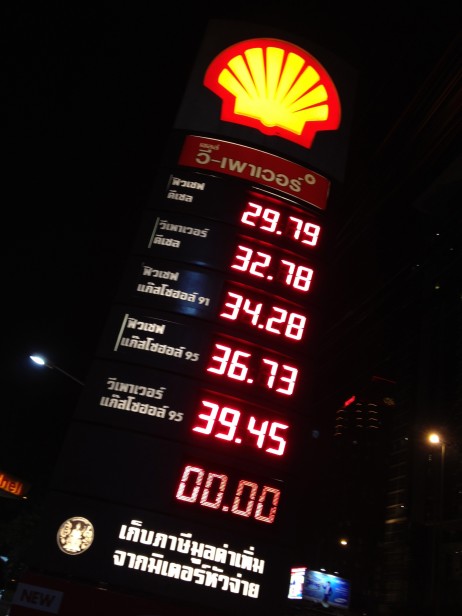 เชลล์
วี-เพาเวอร์
ฟิวเซฟ
ดีเซล
29.79
วีเพาเวอร์
ดีเซล
32.78
ฟิวเซฟ
แก๊สโซฮอล์ 91
34.28
ฟิวเซฟ
แก๊สโซฮอล์ 95
36.73
วีเพาเวอร์
แก๊สโซฮอล์ 95
39.45
00.00
เก็บภาษีมูลค่าเพิ่ม
จากมิเตอร์หัวจ่าย
NEW